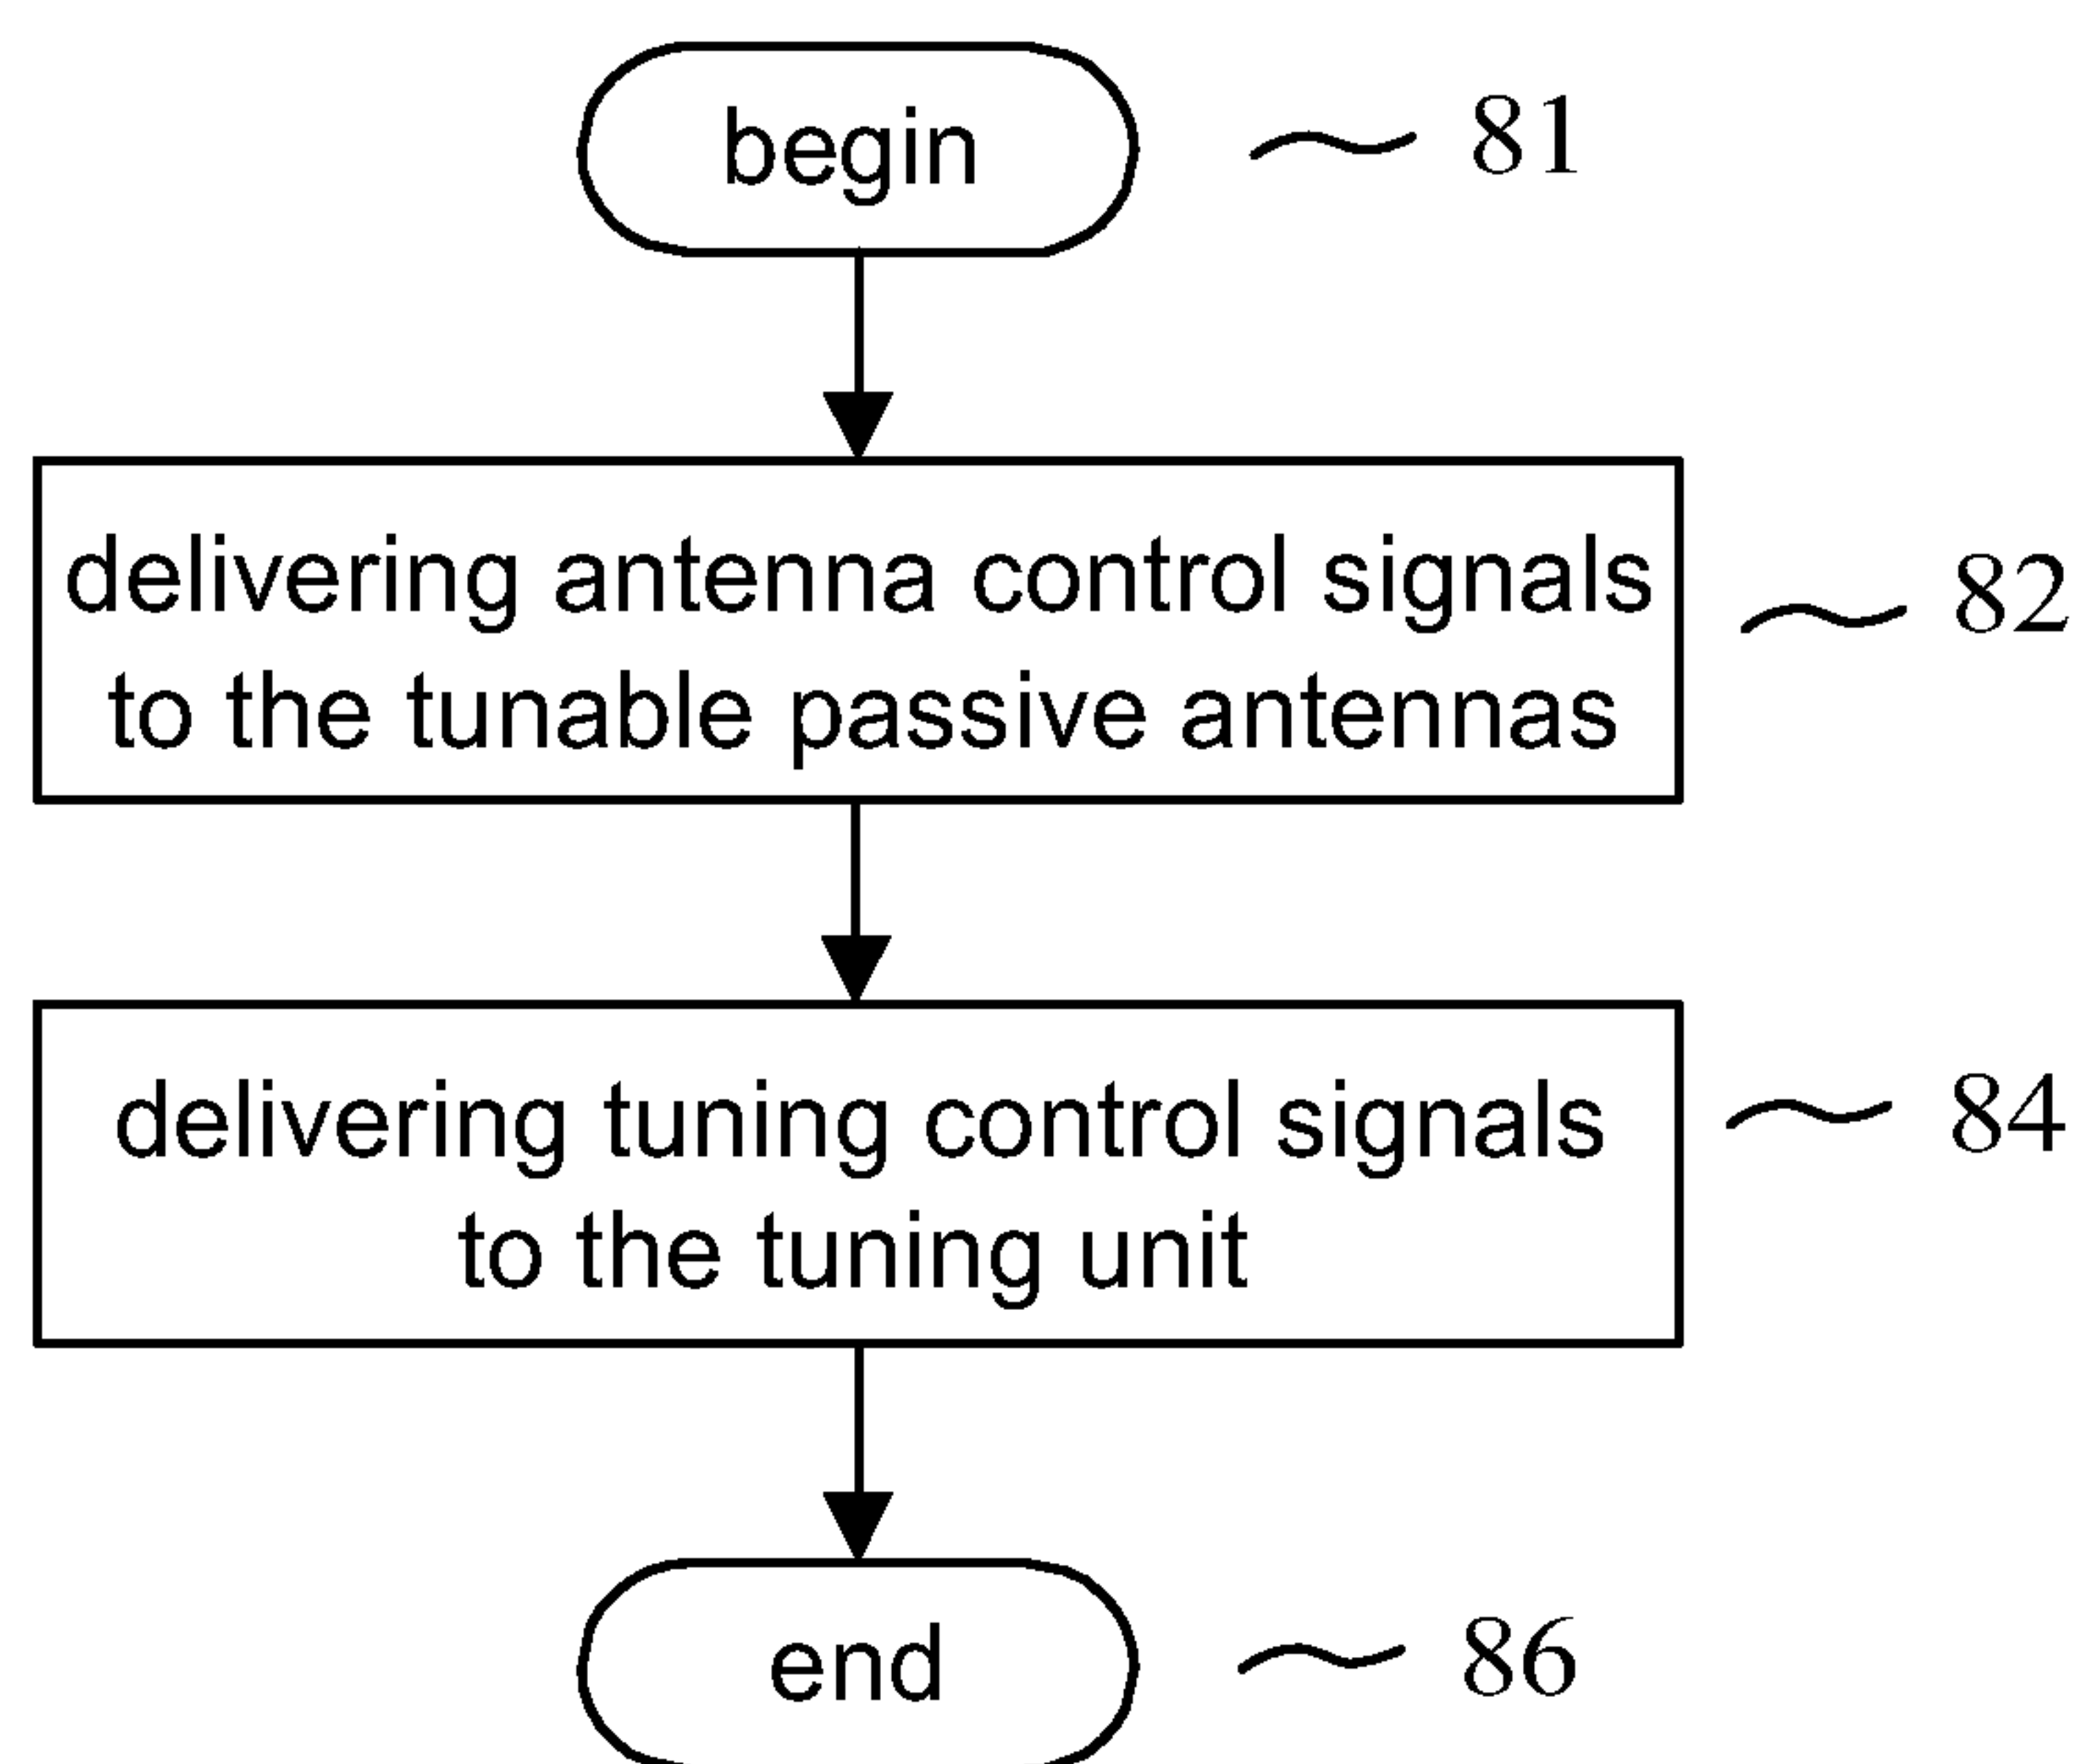 begin
81
delivering antenna control signals
to the tunable passive antennas
82
delivering tuning control signals
to the tuning unit
84
end
86